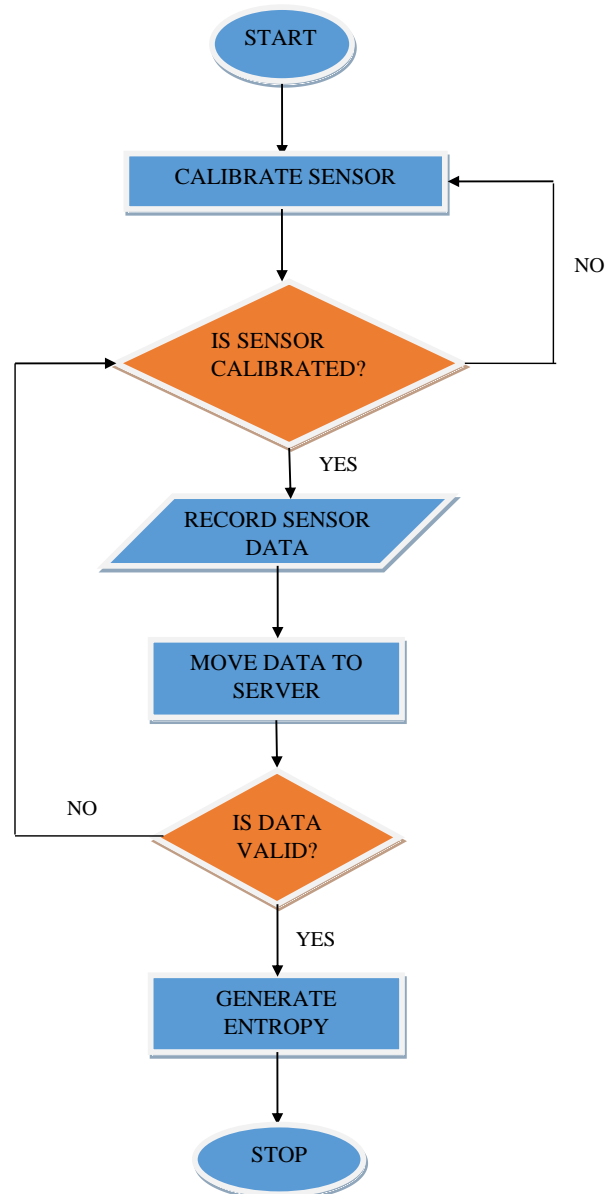 START
CALIBRATE SENSOR
NO
IS SENSOR
CALIBRATED?
YES
RECORD SENSOR
DATA
MOVE DATA TO
SERVER
NO
IS DATA
VALID?
YES
GENERATE
ENTROPY
STOP